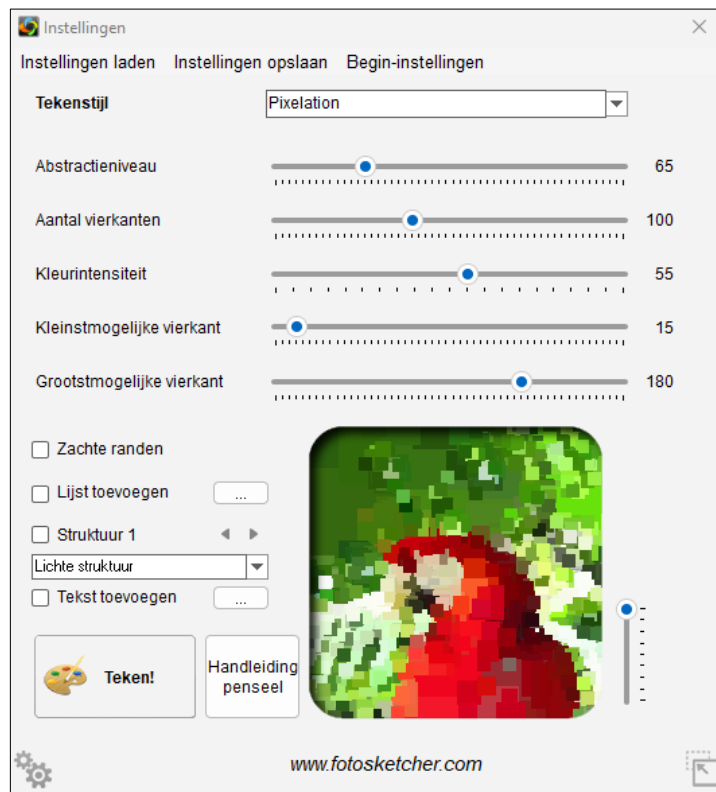 Instellingen
Instellingen laden Instellingen opslaan Begin-instellingen
Tekenstijl Pixelation
Abstractieniveau 65
Aantal vierkanten 100
Kleurintensiteit 55
Kleinstmogelijke vierkant 15
Grootstmogelijke vierkant 180
Zachte randen
Lijst toevoegen ...
Struktuur 1
Lichte struktuur
Tekst toevoegen ...
Teken!
Handleiding
penseel
www.fotosketcher.com